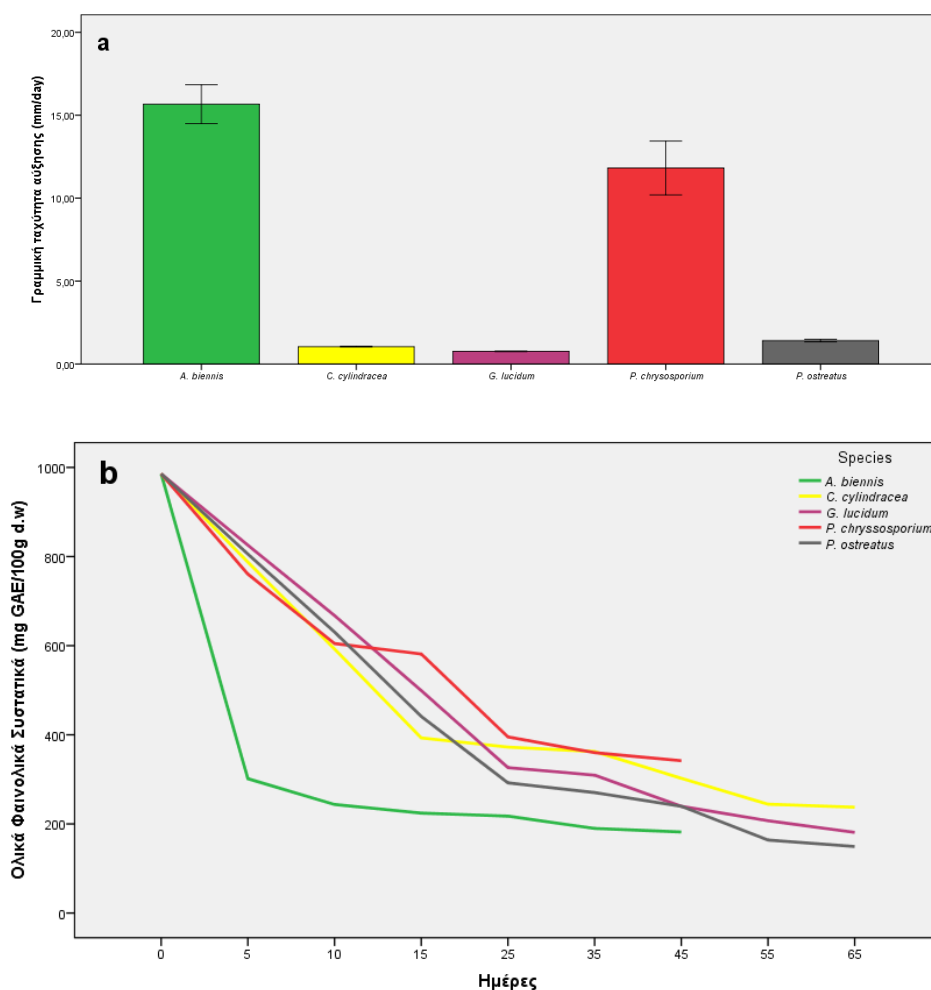 a
Γραμμική ταχύτητα αύξησης (mm/day)
20,00
15,00
10,00
5,00
0,00
A. biennis
C. cylindracea
G. lucidum
P. chrysosporium
P. ostreatus
b
Ολικά Φαινολικά Συστατικά (mg GAE/100g d.w)
1000
800
600
400
200
0
Species
A. biennis
C. cylindracea
G. lucidum
P. chryssosporium
P. ostreatus
0 5 10 15 25 35 45 55 65
Ημέρες